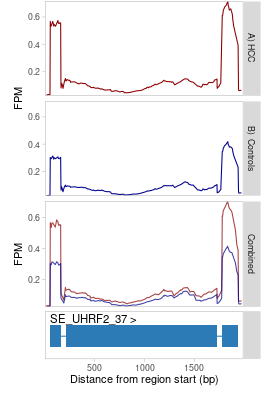 0.6
0.4
0.2
FPM
A) HCC
0.6
0.4
0.2
B) Controls
0.6
0.4
0.2
FPM
Combined
SE_UHRF2_37 >
500 1000 1500
Distance from region start (bp)